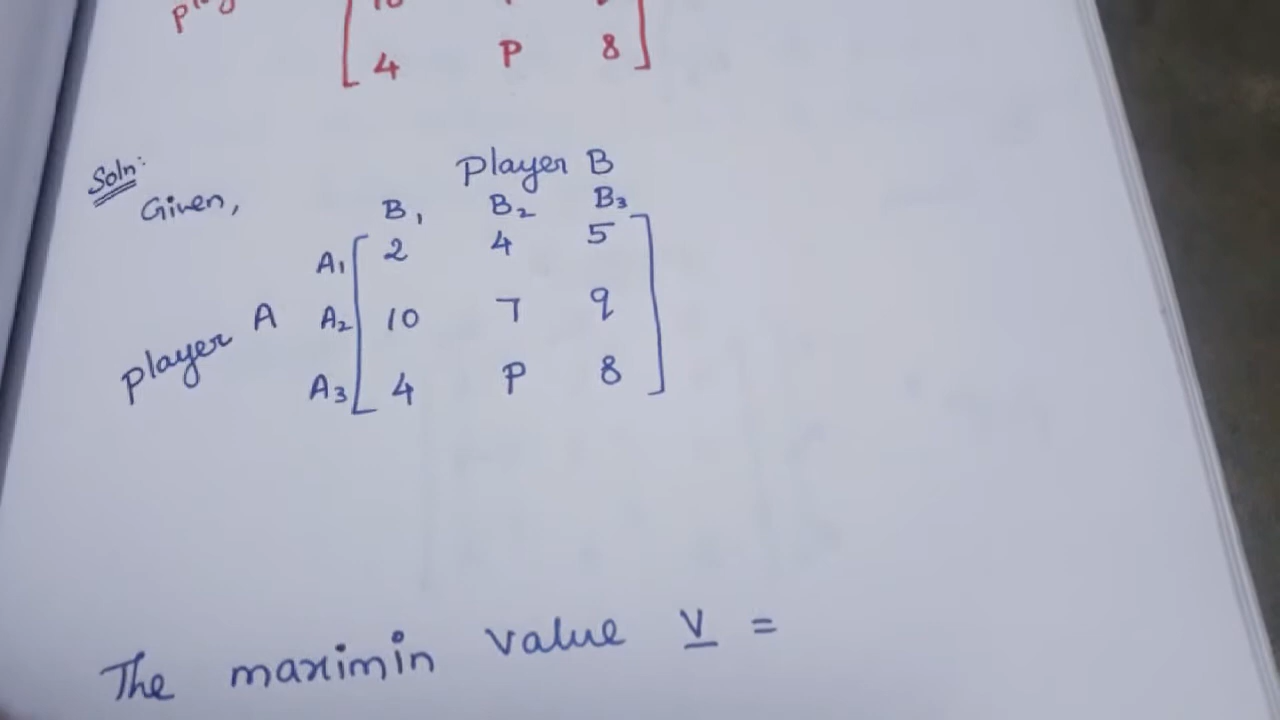 4 P 8
Soln:
Given,
Player B
B1 B2 B3
A1 2 4 5
Player A A2 10 7 9
A3 4 P 8
The maximin value V =